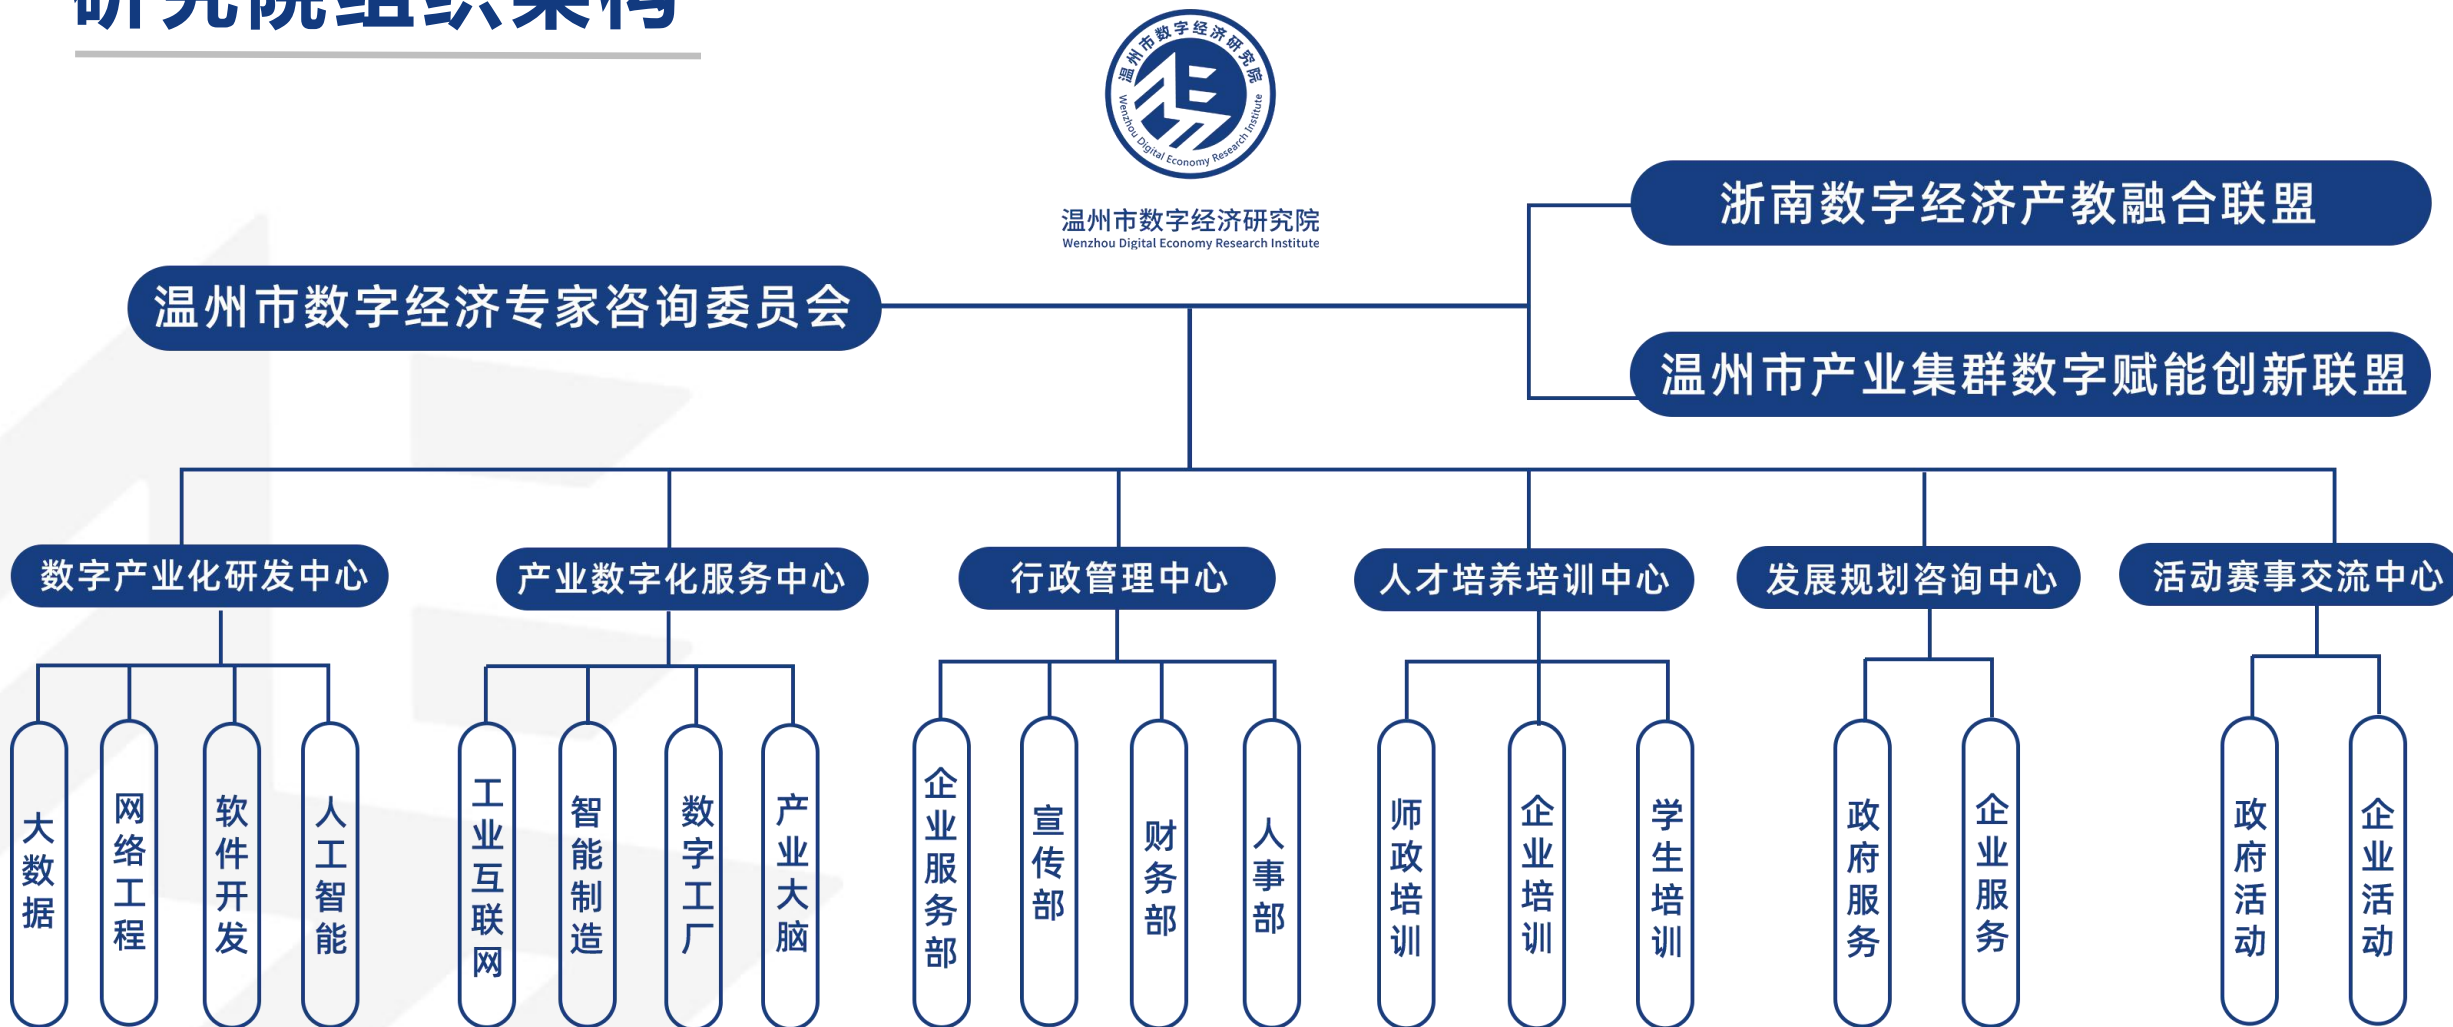 研究院组织架构
温州市数字经济研究院
Wenzhou Digital Economy Research Institute
温州市数字经济研究院
Wenzhou Digital Economy Research Institute
浙南数字经济产教融合联盟
温州市数字经济专家咨询委员会
温州市产业集群数字赋能创新联盟
数字产业化研发中心
产业数字化服务中心
行政管理中心
人才培养培训中心
发展规划咨询中心
活动赛事交流中心
大数据
网络工程
软件开发
人工智能
工业互联网
智能制造
数字工厂
产业大脑
企业服务部
宣传部
财务部
人事部
师政培训
企业培训
学生培训
政府服务
企业服务
政府活动
企业活动